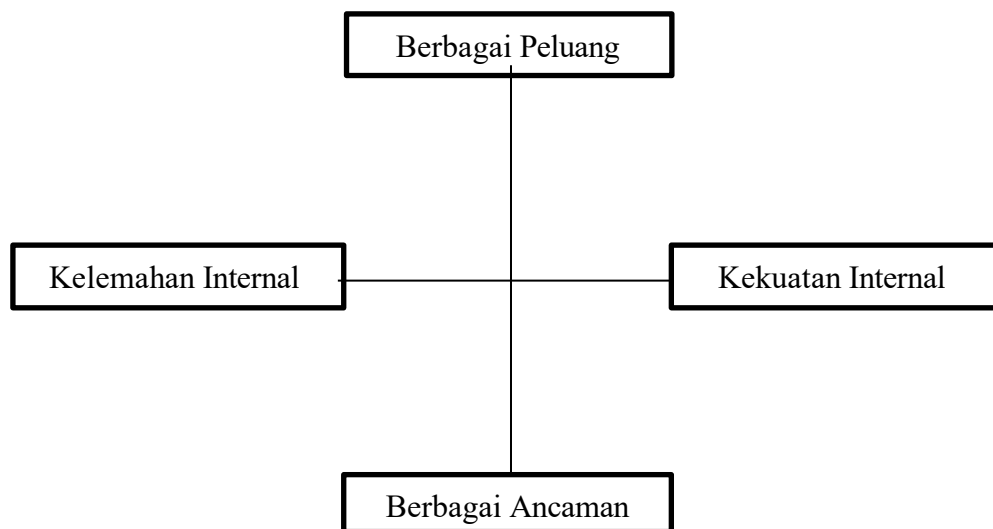 Berbagai Peluang
Kelemahan Internal
Kekuatan Internal
Berbagai Ancaman